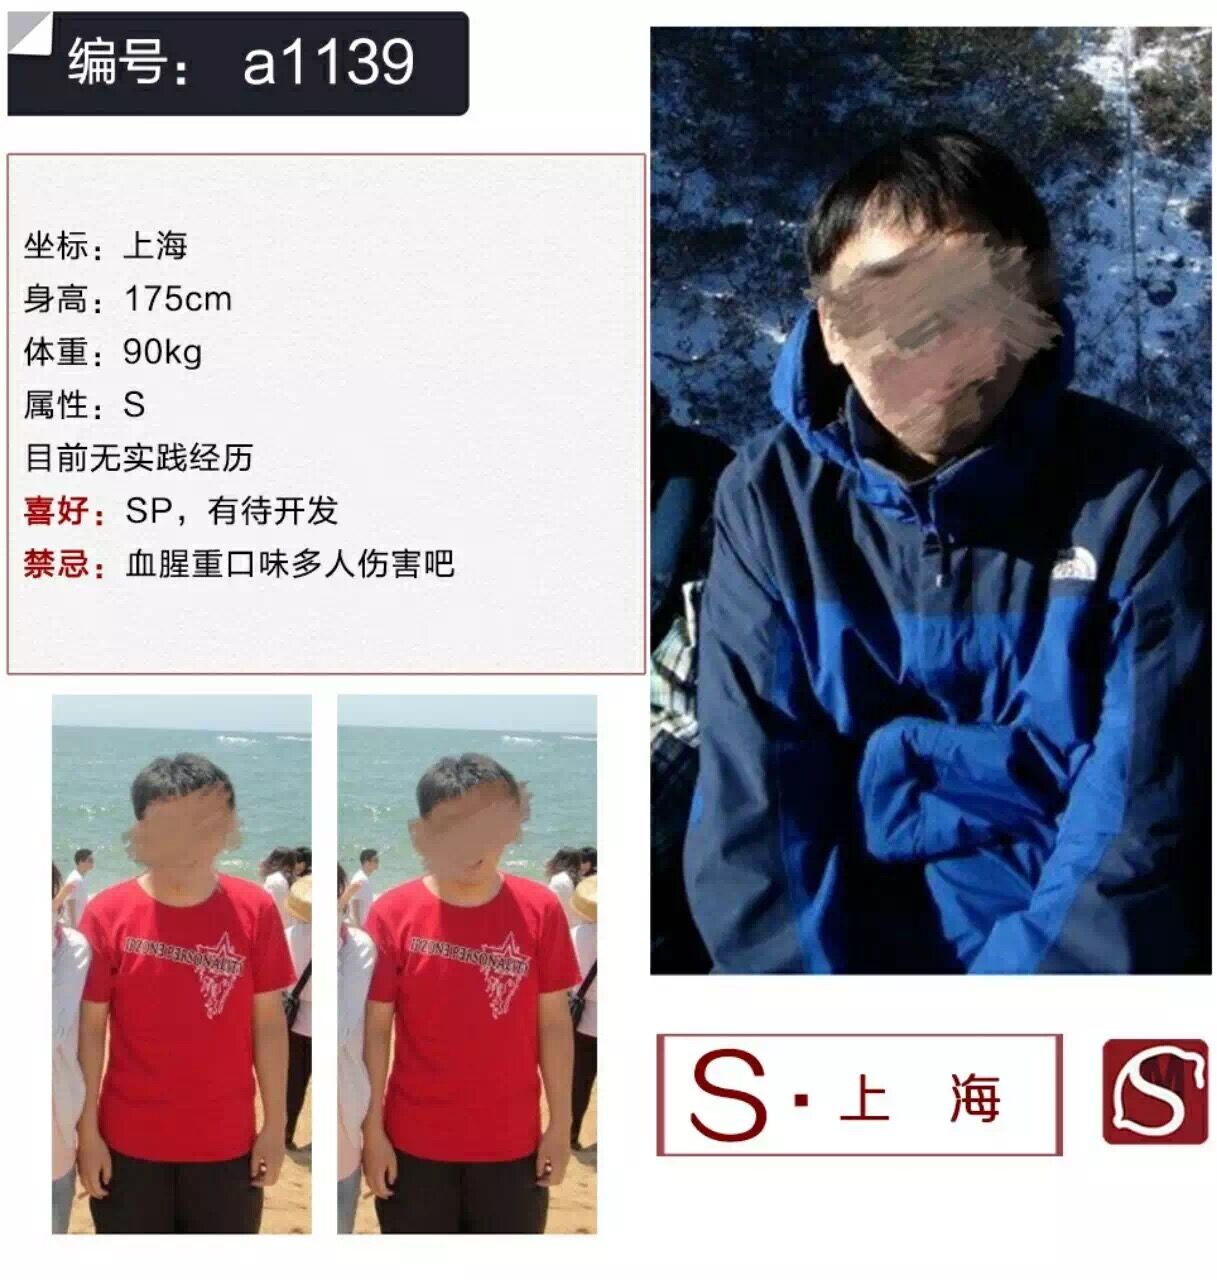 编号： a1139
坐标：上海
身高：175cm
体重：90kg
属性：S
目前无实践经历
喜好：SP，有待开发
禁忌：血腥重口味多人伤害吧
PERSONALITY
PERSONALITY
S·上 海
SM